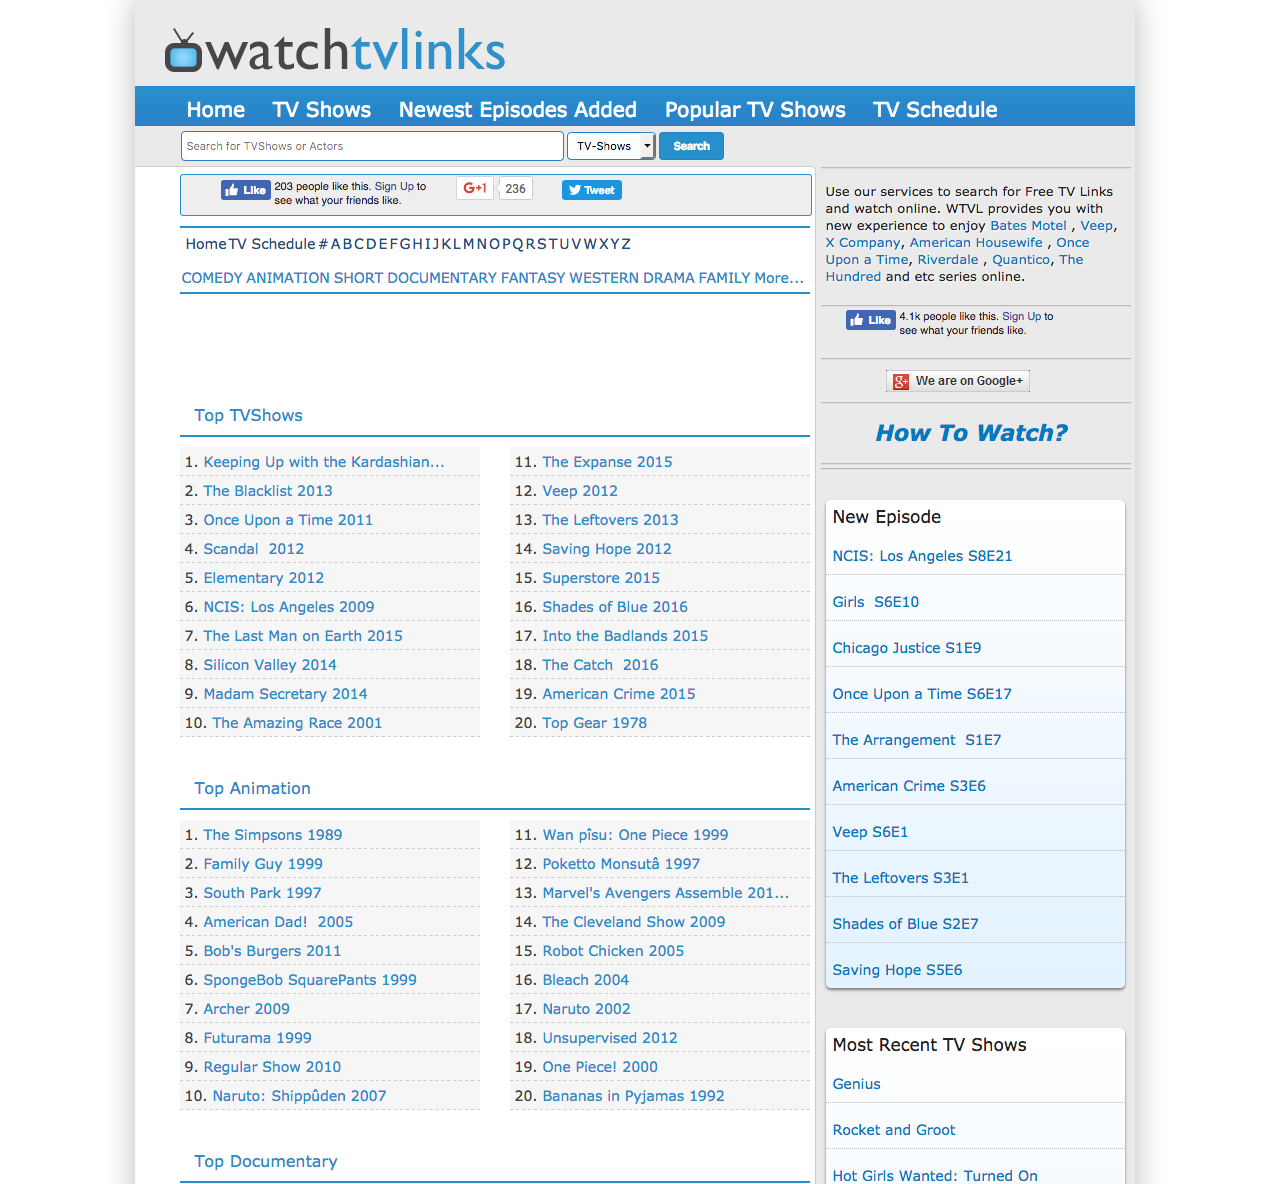 watchtvlinks
Home TV Shows Newest Episodes Added Popular TV Shows TV Schedule
Search for TVShows or Actors TV-Shows Search
Like 203 people like this. Sign Up to see what your friends like. G+1 236 Tweet
Home TV Schedule # A B C D E F G H I J K L M N O P Q R S T U V W X Y Z
COMEDY ANIMATION SHORT DOCUMENTARY FANTASY WESTERN DRAMA FAMILY More...
Top TVShows
1. Keeping Up with the Kardashian...
2. The Blacklist 2013
3. Once Upon a Time 2011
4. Scandal 2012
5. Elementary 2012
6. NCIS: Los Angeles 2009
7. The Last Man on Earth 2015
8. Silicon Valley 2014
9. Madam Secretary 2014
10. The Amazing Race 2001
11. The Expanse 2015
12. Veep 2012
13. The Leftovers 2013
14. Saving Hope 2012
15. Superstore 2015
16. Shades of Blue 2016
17. Into the Badlands 2015
18. The Catch 2016
19. American Crime 2015
20. Top Gear 1978
Top Animation
1. The Simpsons 1989
2. Family Guy 1999
3. South Park 1997
4. American Dad! 2005
5. Bob's Burgers 2011
6. SpongeBob SquarePants 1999
7. Archer 2009
8. Futurama 1999
9. Regular Show 2010
10. Naruto: Shippûden 2007
11. Wan pîsu: One Piece 1999
12. Poketto Monsutâ 1997
13. Marvel's Avengers Assemble 201...
14. The Cleveland Show 2009
15. Robot Chicken 2005
16. Bleach 2004
17. Naruto 2002
18. Unsupervised 2012
19. One Piece! 2000
20. Bananas in Pyjamas 1992
Top Documentary
Use our services to search for Free TV Links
and watch online. WTVL provides you with
new experience to enjoy Bates Motel , Veep,
X Company, American Housewife , Once
Upon a Time, Riverdale , Quantico, The
Hundred and etc series online.
Like 4.1k people like this. Sign Up to
see what your friends like.
g+ We are on Google+
How To Watch?
New Episode
NCIS: Los Angeles S8E21
Girls S6E10
Chicago Justice S1E9
Once Upon a Time S6E17
The Arrangement S1E7
American Crime S3E6
Veep S6E1
The Leftovers S3E1
Shades of Blue S2E7
Saving Hope S5E6
Most Recent TV Shows
Genius
Rocket and Groot
Hot Girls Wanted: Turned On